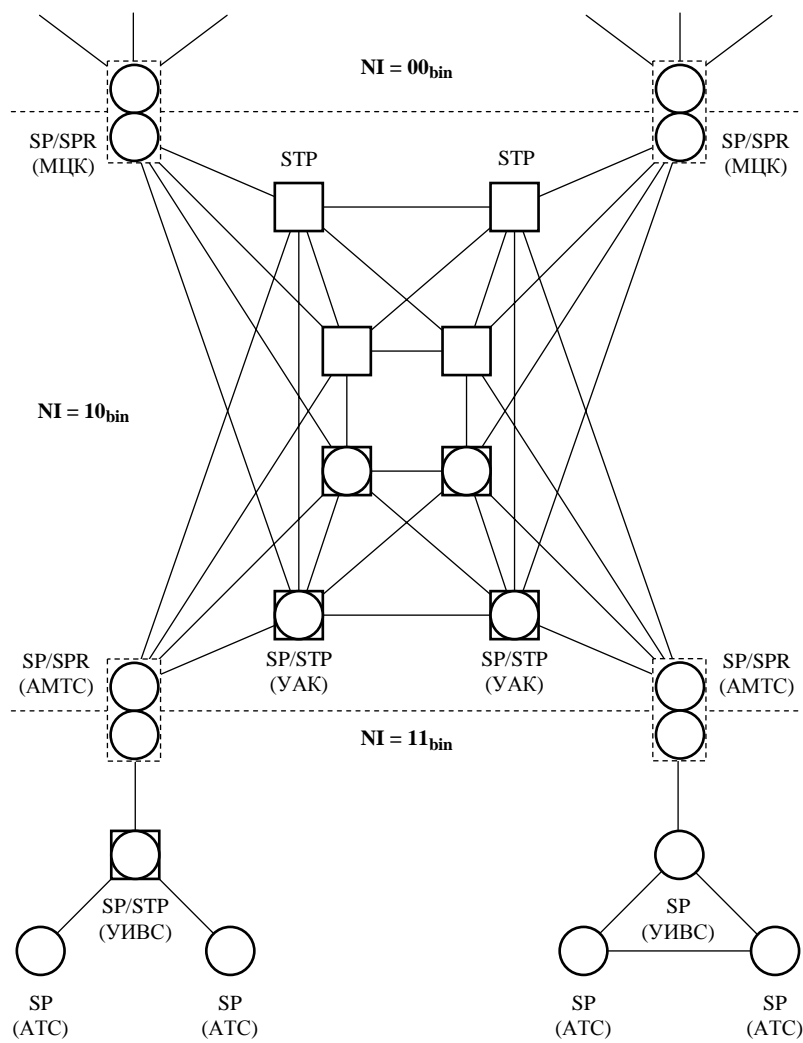 NI = 00bin
SP/SPR
(МЦК)
SP/SPR
(МЦК)
STP
STP
NI = 10bin
SP/SPR
(АМТС)
SP/STP
(УАК)
SP/STP
(УАК)
SP/SPR
(АМТС)
NI = 11bin
SP/STP
(УИВС)
SP
(УИВС)
SP
(АТС)
SP
(АТС)
SP
(АТС)
SP
(АТС)